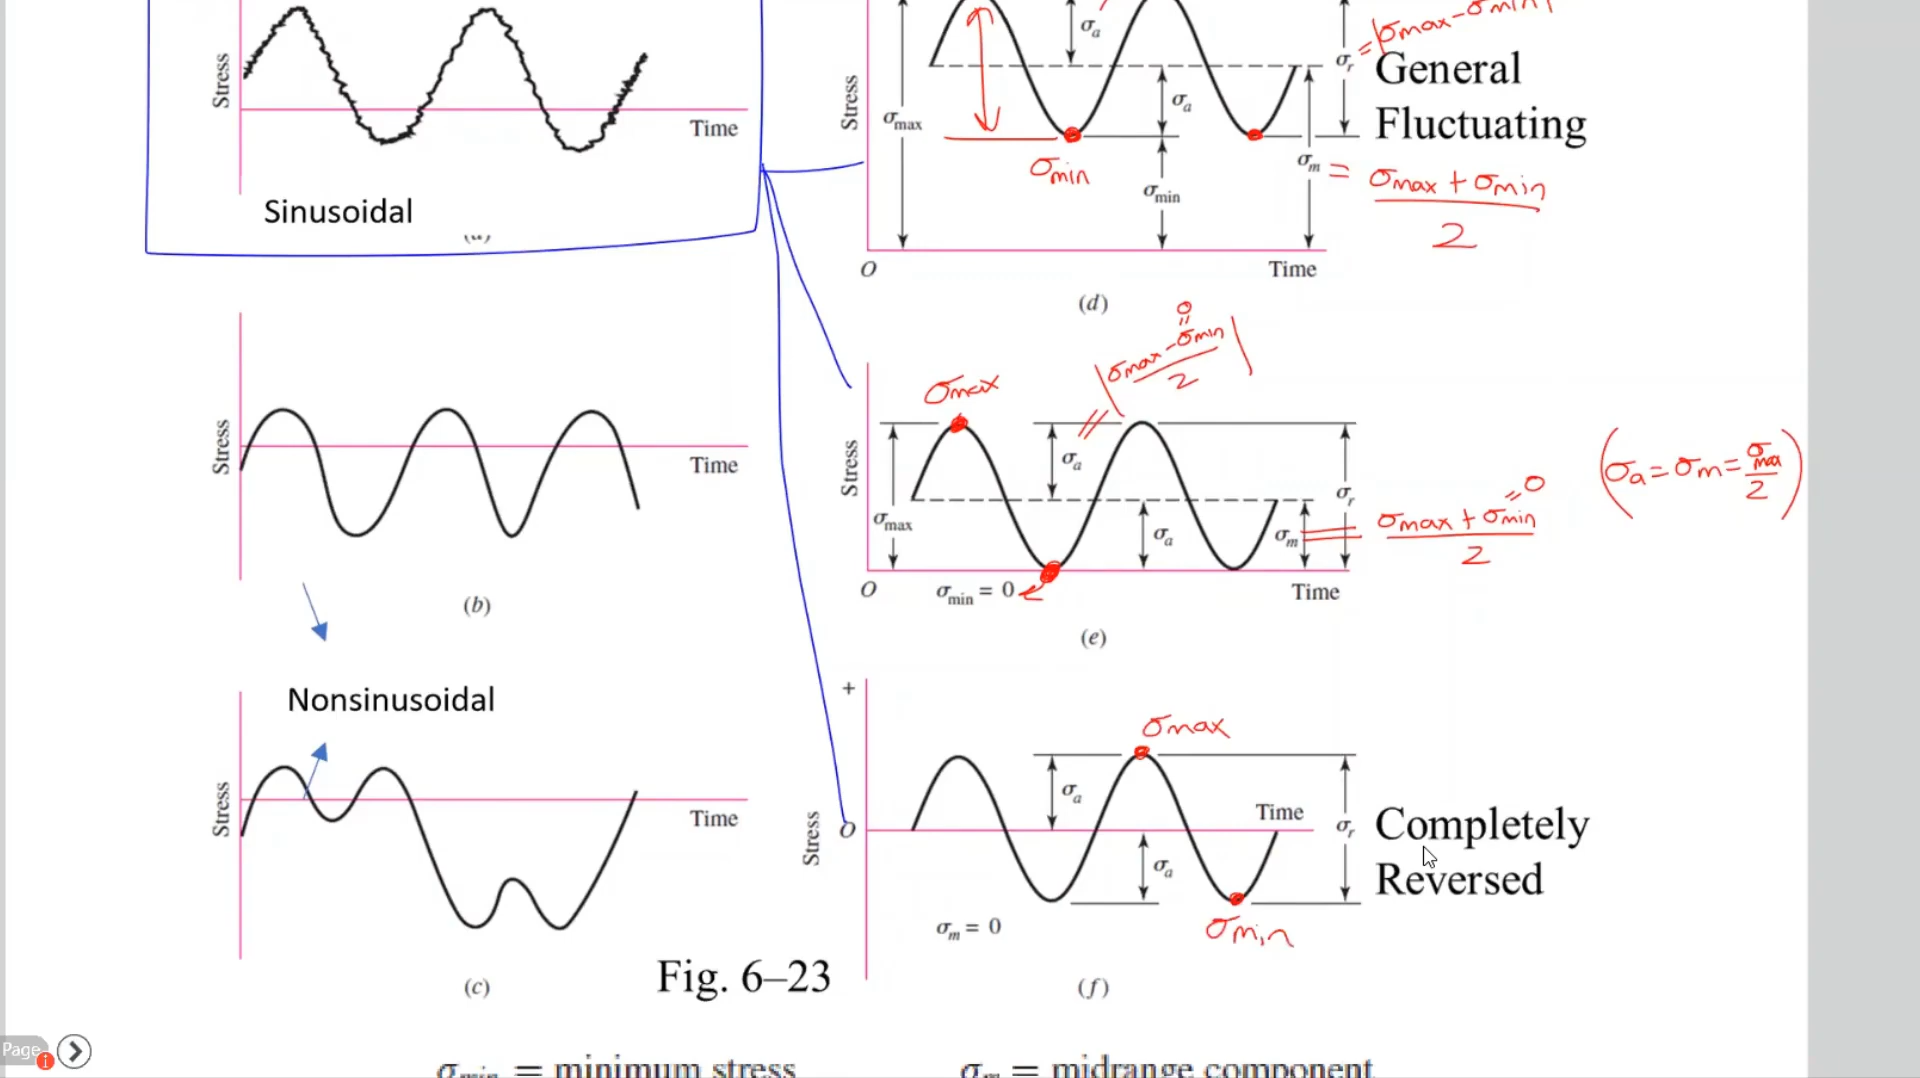 Stress
Time
Sinusoidal
Stress
Time
(b)
Nonsinusoidal
Stress
Time
(c)
Fig. 6–23
Stress
σmax
σa
σa
σmin
σmin
σr = |σmax - σmin|
General
Fluctuating
σm = σmax + σmin
2
O
Time
(d)
0
=
|σmax - σmin|
2
σmax
Stress
σmax
σa
σa
σr
σm = σmax + σmin = 0
2
(σa = σm = σmax
2)
O
σmin = 0
Time
(e)
+
σmax
Stress
O
σa
σa
Time
σr
Completely
Reversed
σm = 0
σmin
(f)
Page
σmin = minimum stress
σm = midrange component